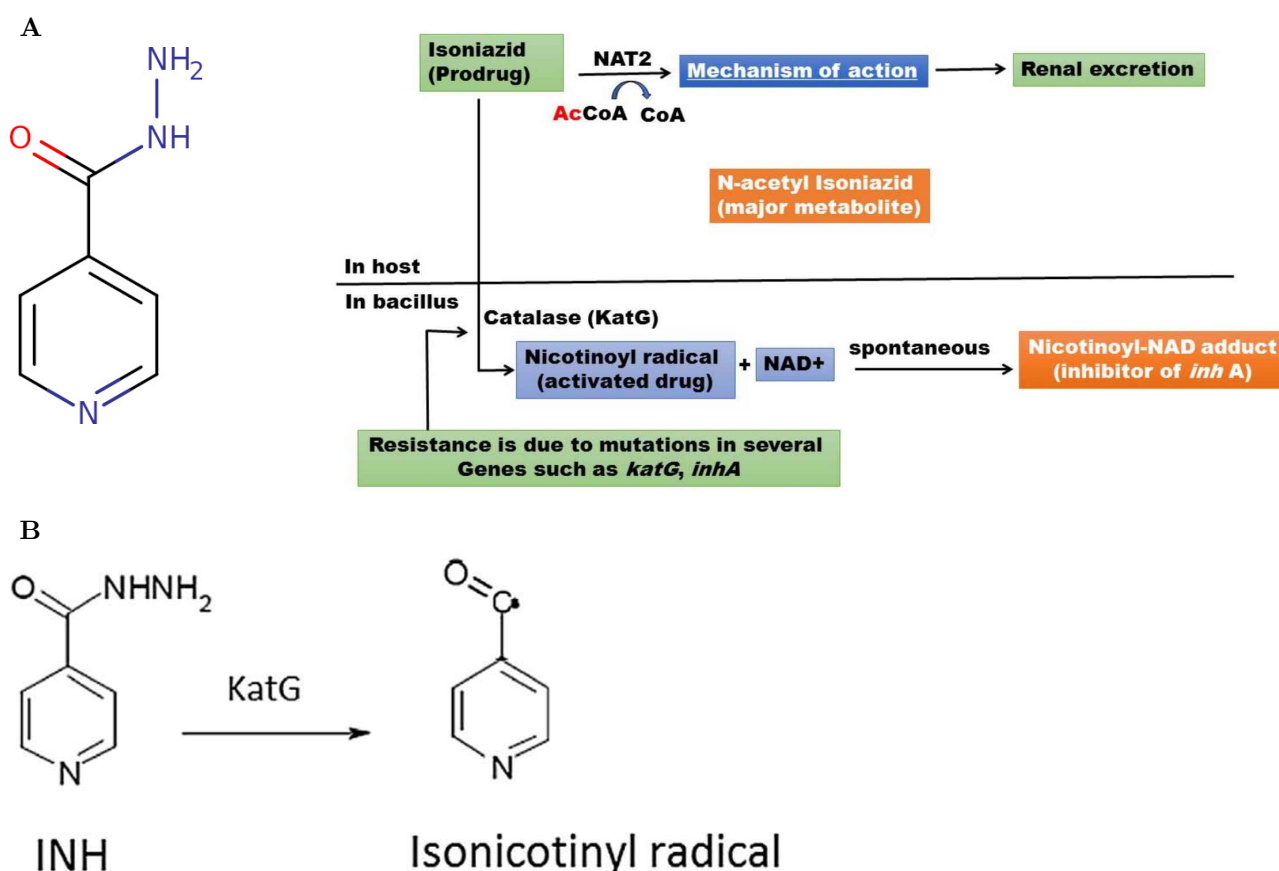 A
NH2
NH
O
N
Isoniazid
(Prodrug)
NAT2
AcCoA CoA
Mechanism of action
Renal excretion
N-acetyl Isoniazid
(major metabolite)
In host
In bacillus
Catalase (KatG)
Nicotinoyl radical
(activated drug)
+
NAD+
spontaneous
Nicotinoyl-NAD adduct
(inhibitor of inh A)
Resistance is due to mutations in several
Genes such as katG, inhA
B
O
NHNH2
N
INH
KatG
O
C
N
Isonicotinyl radical